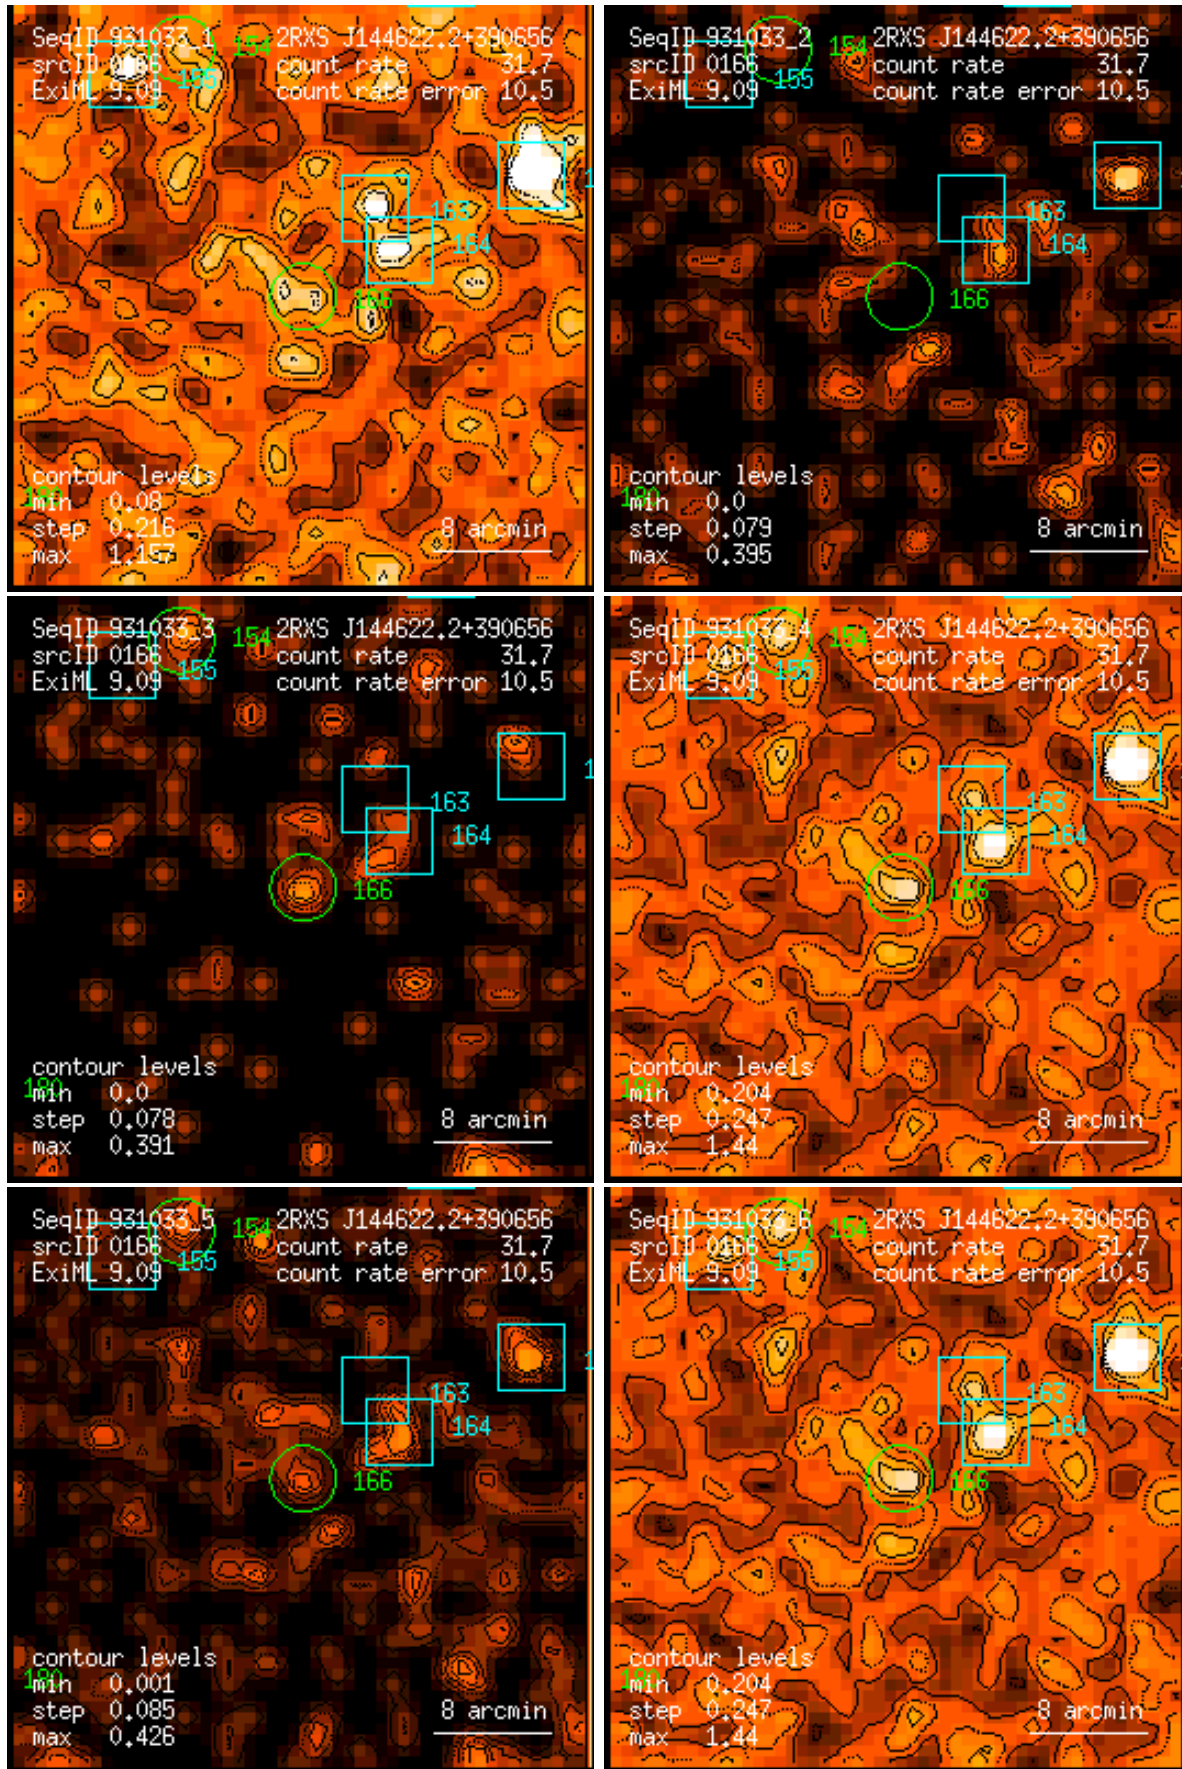 SeqID 931033_1 154 2RXS J144622.2+390656
srcID 0166 155 count rate 31.7
ExiML 9.09 count rate error 10.5
163
164
166
contour levels
180
min 0.08
step 0.216 8 arcmin
max 1.157
SeqID 931033_2 154 2RXS J144622.2+390656
srcID 0166 155 count rate 31.7
ExiML 9.09 count rate error 10.5
1
163
164
166
contour levels
180
min 0.0
step 0.079 8 arcmin
max 0.395
SeqID 931033_3 154 2RXS J144622.2+390656
srcID 0166 155 count rate 31.7
ExiML 9.09 count rate error 10.5
1
163
164
166
contour levels
180
min 0.0
step 0.078 8 arcmin
max 0.391
SeqID 931033_4 154 2RXS J144622.2+390656
srcID 0166 155 count rate 31.7
ExiML 9.09 count rate error 10.5
163
164
166
contour levels
180
min 0.204
step 0.247 8 arcmin
max 1.44
SeqID 931033_5 154 2RXS J144622.2+390656
srcID 0166 155 count rate 31.7
ExiML 9.09 count rate error 10.5
1
163
164
166
contour levels
180
min 0.001
step 0.085 8 arcmin
max 0.426
SeqID 931033_6 154 2RXS J144622.2+390656
srcID 0166 155 count rate 31.7
ExiML 9.09 count rate error 10.5
163
164
166
contour levels
180
min 0.204
step 0.247 8 arcmin
max 1.44